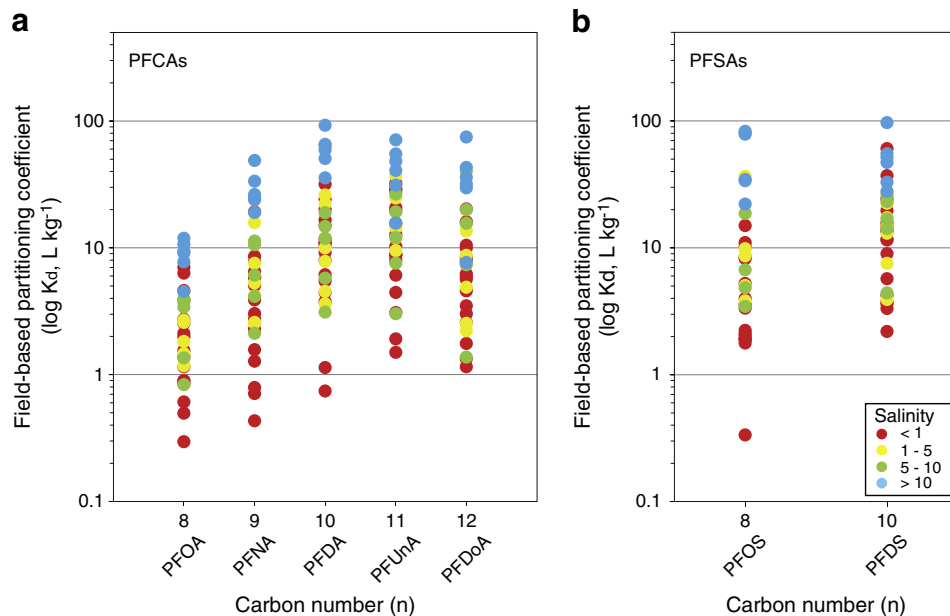 a
PFCAs
Field-based partitioning coefficient
(log Kd, L kg⁻¹)
100
10
1
0.1
8
9
10
11
12
PFOA
PFNA
PFDA
PFUnA
PFDoA
Carbon number (n)
b
PFSAs
Field-based partitioning coefficient
(log Kd, L kg⁻¹)
100
10
1
0.1
Salinity
< 1
1 - 5
5 - 10
> 10
8
10
PFOS
PFDS
Carbon number (n)